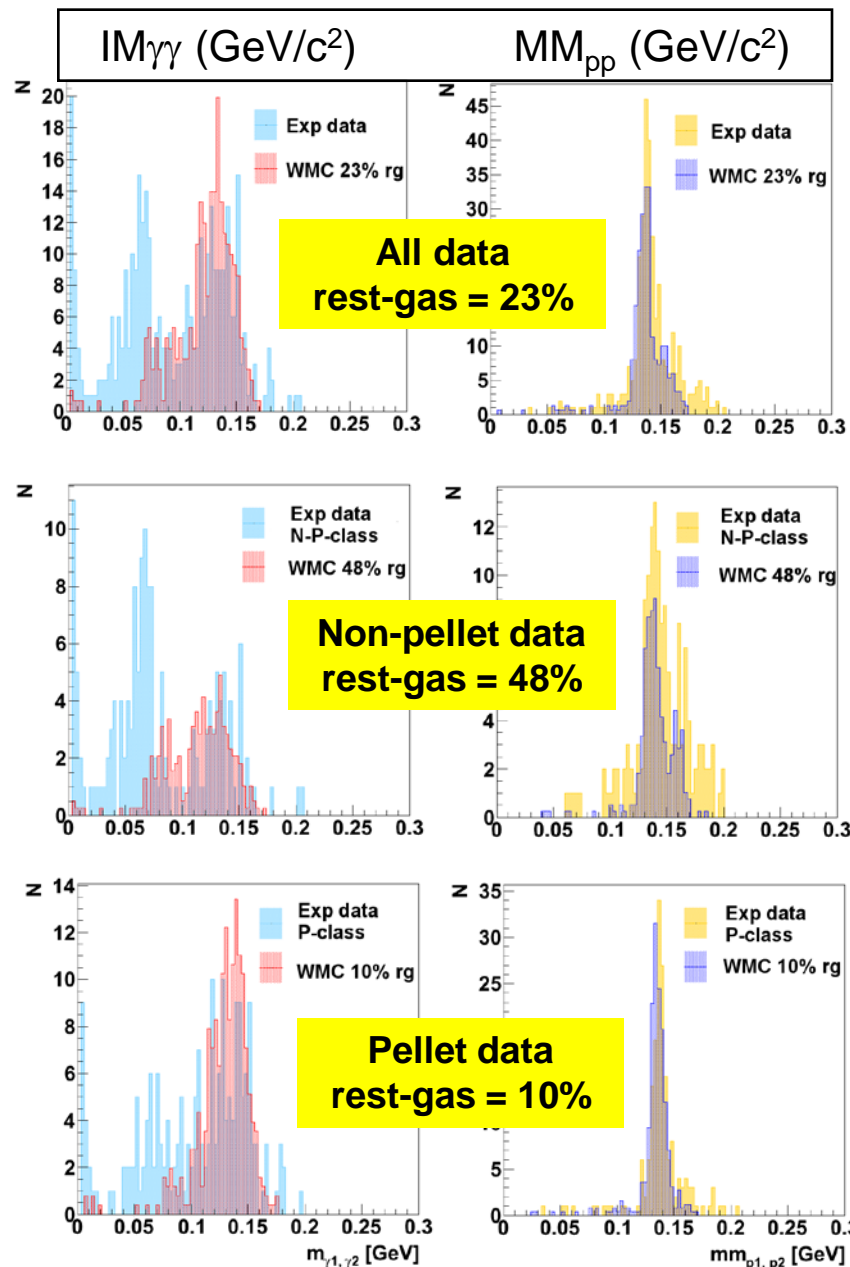 IMγγ (GeV/c²) MMpp (GeV/c²)
N
20
18
16
14
12
10
8
6
4
2
0
0 0.05 0.1 0.15 0.2 0.25 0.3
Exp data
WMC 23% rg
N
45
40
35
30
10
5
0
0.05 0.1 0.15 0.2 0.25 0.3
Exp data
WMC 23% rg
All data
rest-gas = 23%
N
10
8
6
4
2
0
0 0.05 0.1 0.15 0.2 0.25 0.3
Exp data
N-P-class
WMC 48% rg
N
12
10
4
2
0
0.05 0.1 0.15 0.2 0.25 0.3
Exp data
N-P-class
WMC 48% rg
Non-pellet data
rest-gas = 48%
N
14
12
10
8
6
4
2
0
0 0.05 0.1 0.15 0.2 0.25 0.3
mγ1, γ2 [GeV]
Exp data
P-class
WMC 10% rg
N
35
30
25
20
5
0
0 0.05 0.1 0.15 0.2 0.25 0.3
mmp1, p2 [GeV]
Exp data
P-class
WMC 10% rg
Pellet data
rest-gas = 10%